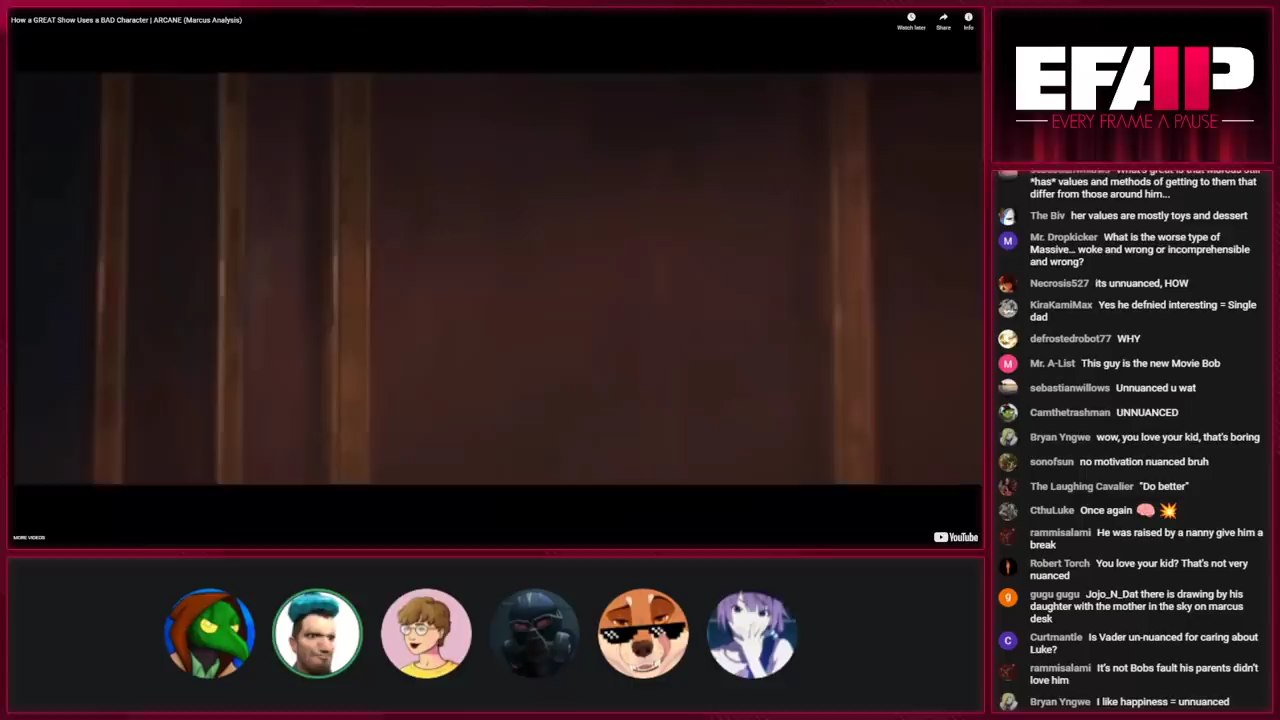 How a GREAT Show Uses a BAD Character | ARCANE (Marcus Analysis)
Watch later
Share
Info
MORE VIDEOS
YouTube
EFAP
EVERY FRAME A PAUSE
*has* values and methods of getting to them that
differ from those around him...
The Biv her values are mostly toys and dessert
M
Mr. Dropkicker What is the worse type of
Massive... woke and wrong or incomprehensible
and wrong?
Necrosis527 its unnuanced, HOW
KiraKamiMax Yes he defnied interesting = Single
dad
defrostedrobot77 WHY
M
Mr. A-List This guy is the new Movie Bob
sebastianwillows Unnuanced u wat
Camthetrashman UNNUANCED
Bryan Yngwe wow, you love your kid, that's boring
sonofsun no motivation nuanced bruh
The Laughing Cavalier "Do better"
CthuLuke Once again
rammisalami He was raised by a nanny give him a
break
Robert Torch You love your kid? That's not very
nuanced
g
gugu gugu Jojo_N_Dat there is drawing by his
daughter with the mother in the sky on marcus
desk
C
Curtmantle Is Vader un-nuanced for caring about
Luke?
rammisalami It's not Bobs fault his parents didn't
love him
Bryan Yngwe I like happiness = unnuanced